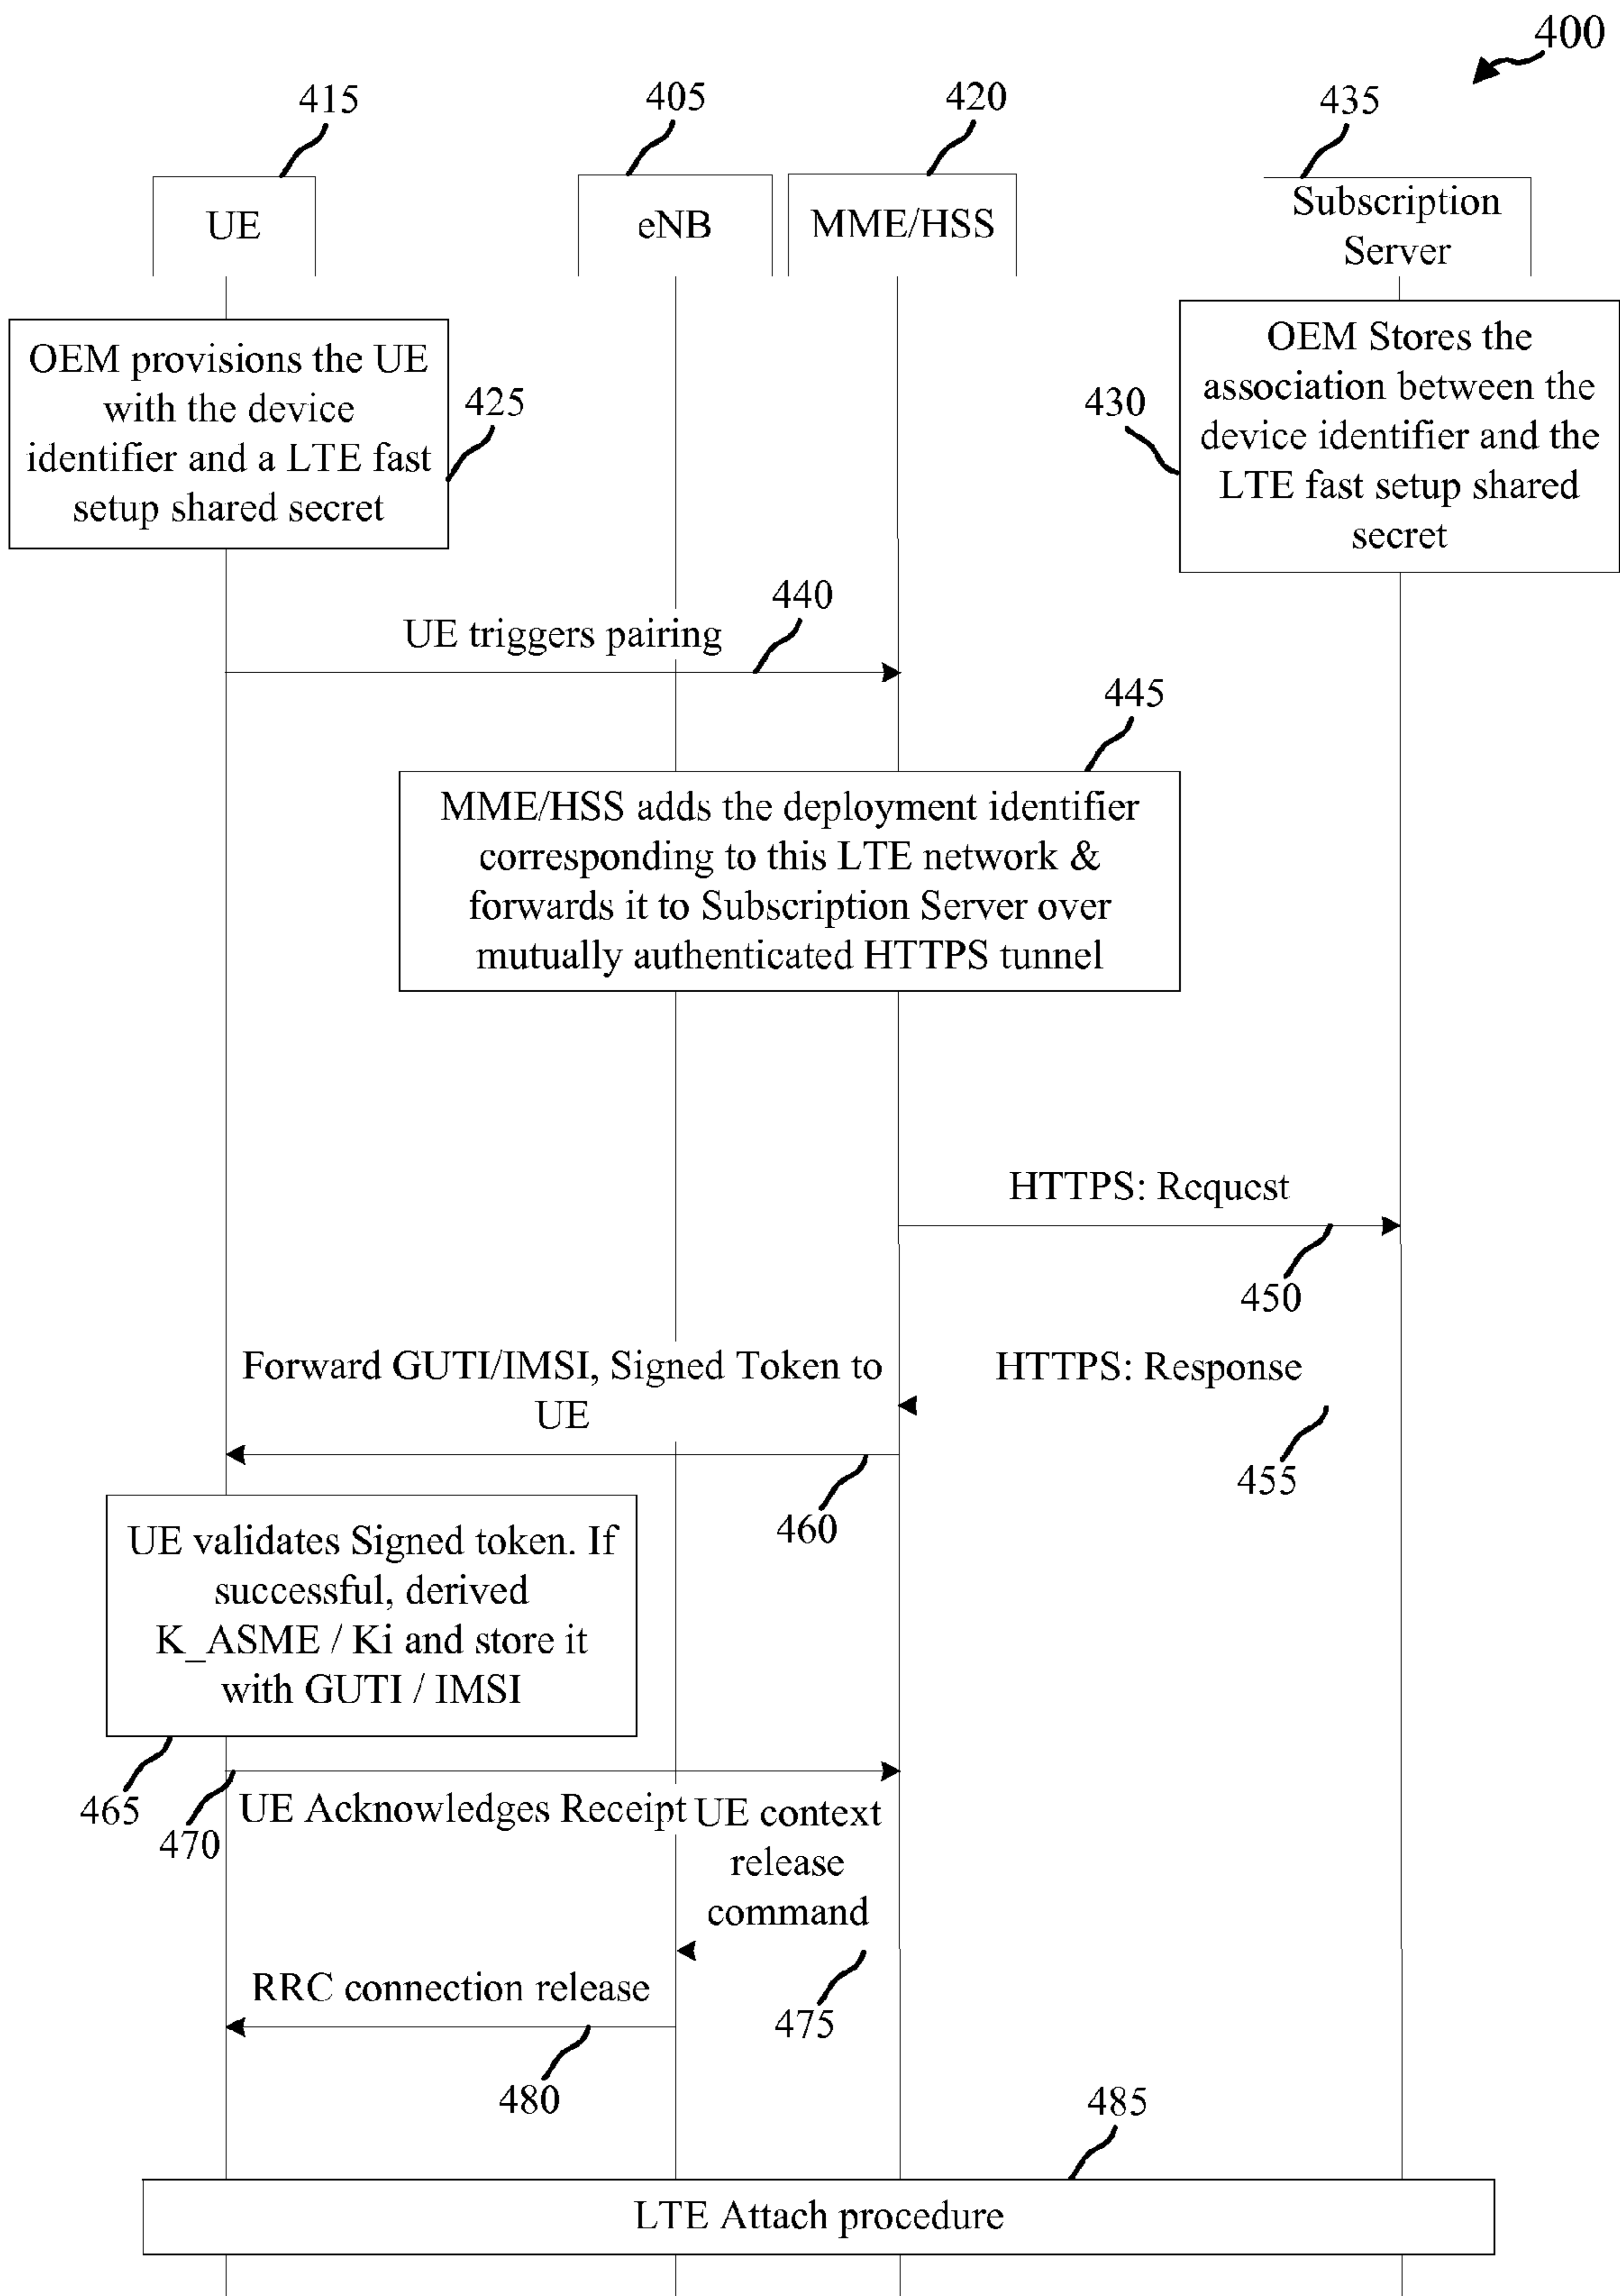 400
415
405
420
435
UE
eNB
MME/HSS
Subscription
Server
OEM provisions the UE
with the device
identifier and a LTE fast
setup shared secret
425
430
OEM Stores the
association between the
device identifier and the
LTE fast setup shared
secret
440
UE triggers pairing
445
MME/HSS adds the deployment identifier
corresponding to this LTE network &
forwards it to Subscription Server over
mutually authenticated HTTPS tunnel
HTTPS: Request
450
Forward GUTI/IMSI, Signed Token to
UE
HTTPS: Response
455
460
UE validates Signed token. If
successful, derived
K_ASME / Ki and store it
with GUTI / IMSI
465
470
UE Acknowledges Receipt
UE context
release
command
475
RRC connection release
480
485
LTE Attach procedure